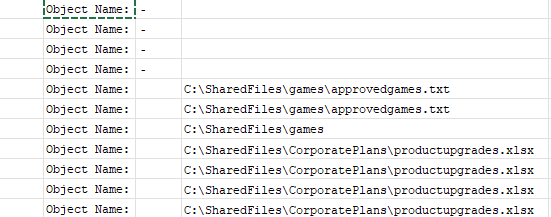 Object Name: -
Object Name: -
Object Name: -
Object Name: -
Object Name: C:\SharedFiles\games\approvedgames.txt
Object Name: C:\SharedFiles\games\approvedgames.txt
Object Name: C:\SharedFiles\games
Object Name: C:\SharedFiles\CorporatePlans\productupgrades.xlsx
Object Name: C:\SharedFiles\CorporatePlans\productupgrades.xlsx
Object Name: C:\SharedFiles\CorporatePlans\productupgrades.xlsx
Object Name: C:\SharedFiles\CorporatePlans\productupgrades.xlsx